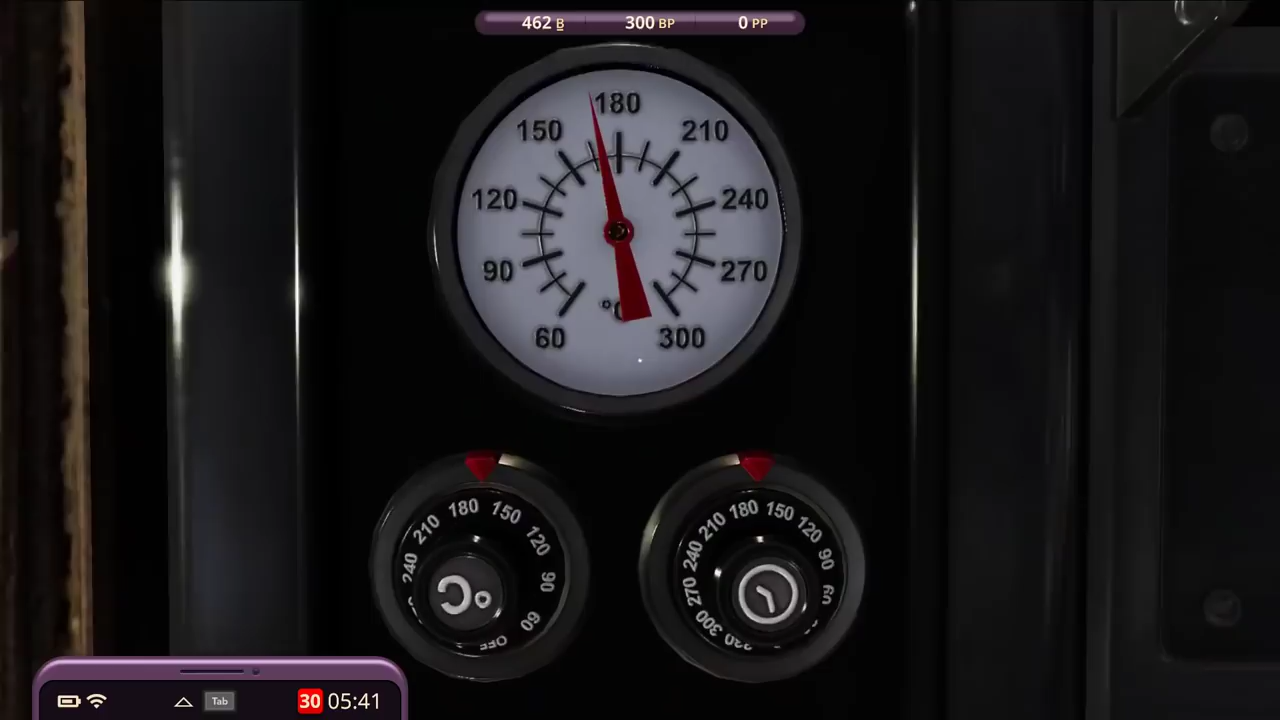 462 B 300 BP 0 PP
180
150 210
120 240
90 270
°C
60 300
180 150 120 90 60 OFF 240 210
°C
180 150 120 90 60 300 270 240 210
Tab 30 05:41